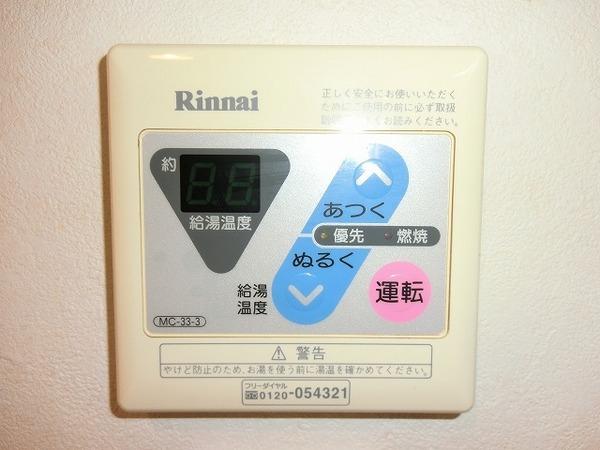 Rinnai
正しく安全にお使いいただく
ためにご使用の前に必ず取扱
説明書をよくお読みください。
約
給湯温度
あつく
優先 燃焼
ぬるく
給湯
温度
運転
MC-33-3
警告
やけど防止のため、お湯を使う前に湯温を確かめてください。
フリーダイヤル
0120-054321